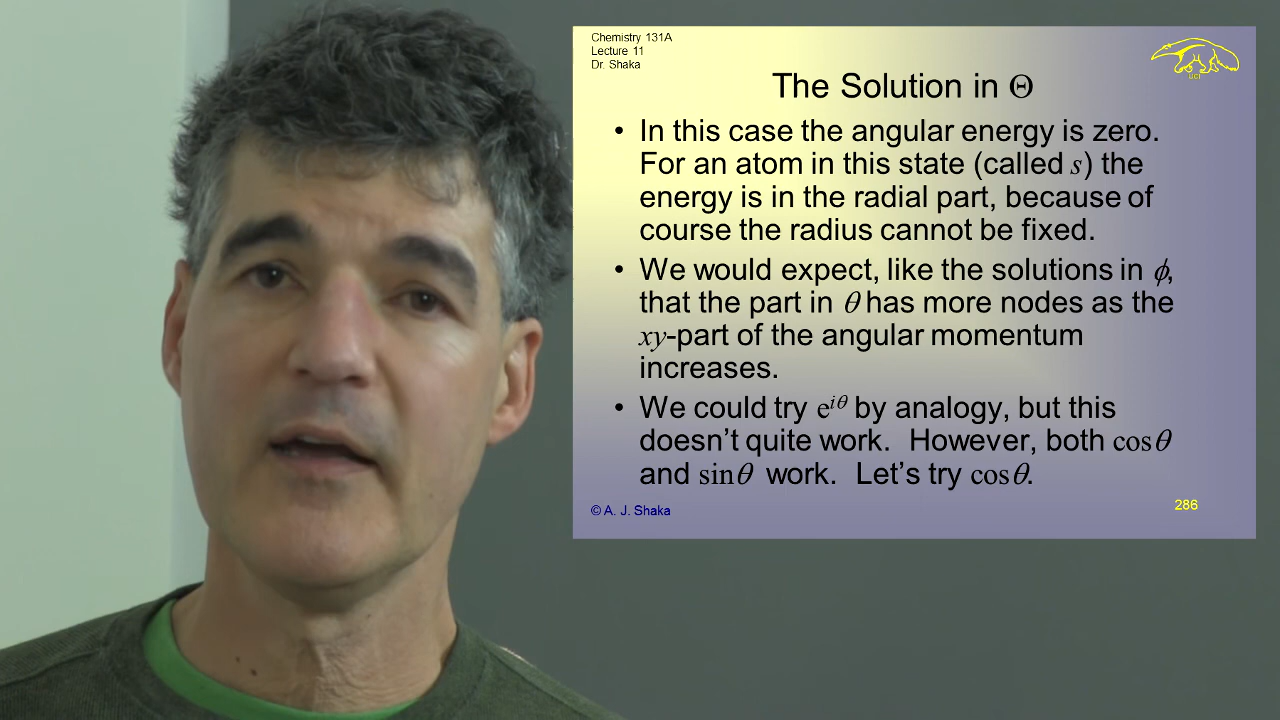 Chemistry 131A
Lecture 11
Dr. Shaka
UCI
The Solution in Θ
• In this case the angular energy is zero.
For an atom in this state (called s) the
energy is in the radial part, because of
course the radius cannot be fixed.
• We would expect, like the solutions in ϕ,
that the part in θ has more nodes as the
xy-part of the angular momentum
increases.
• We could try e^{iθ} by analogy, but this
doesn't quite work. However, both cosθ
and sinθ work. Let's try cosθ.
© A. J. Shaka
286